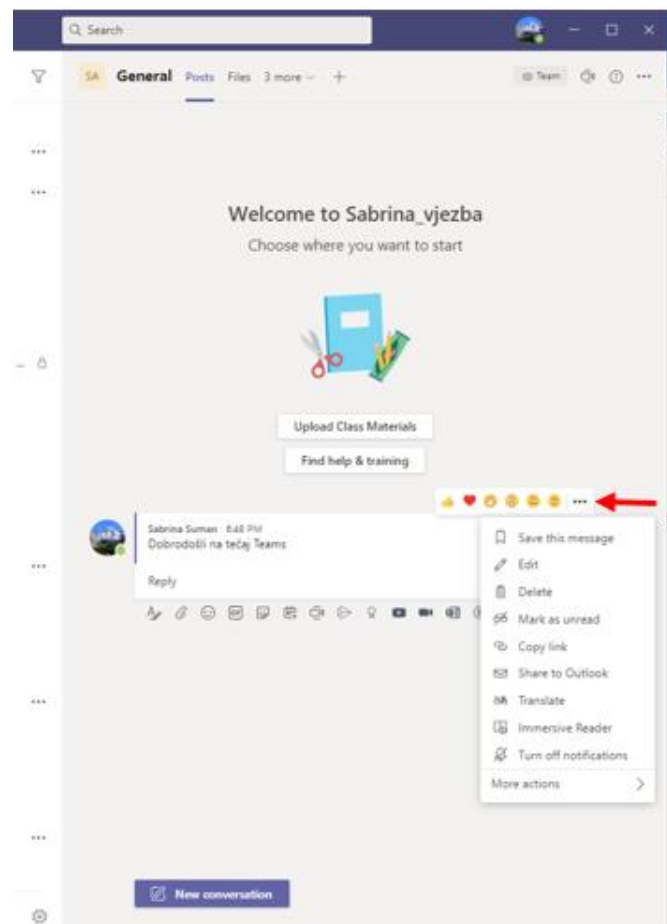 Search
SA General Posts Files 3 more + Team
Welcome to Sabrina_vjezba
Choose where you want to start
Upload Class Materials
Find help & training
Sabrina Suman 6:48 PM
Dobrodošli na tečaj Teams
Reply
Save this message
Edit
Delete
Mark as unread
Copy link
Share to Outlook
Translate
Immersive Reader
Turn off notifications
More actions
New conversation